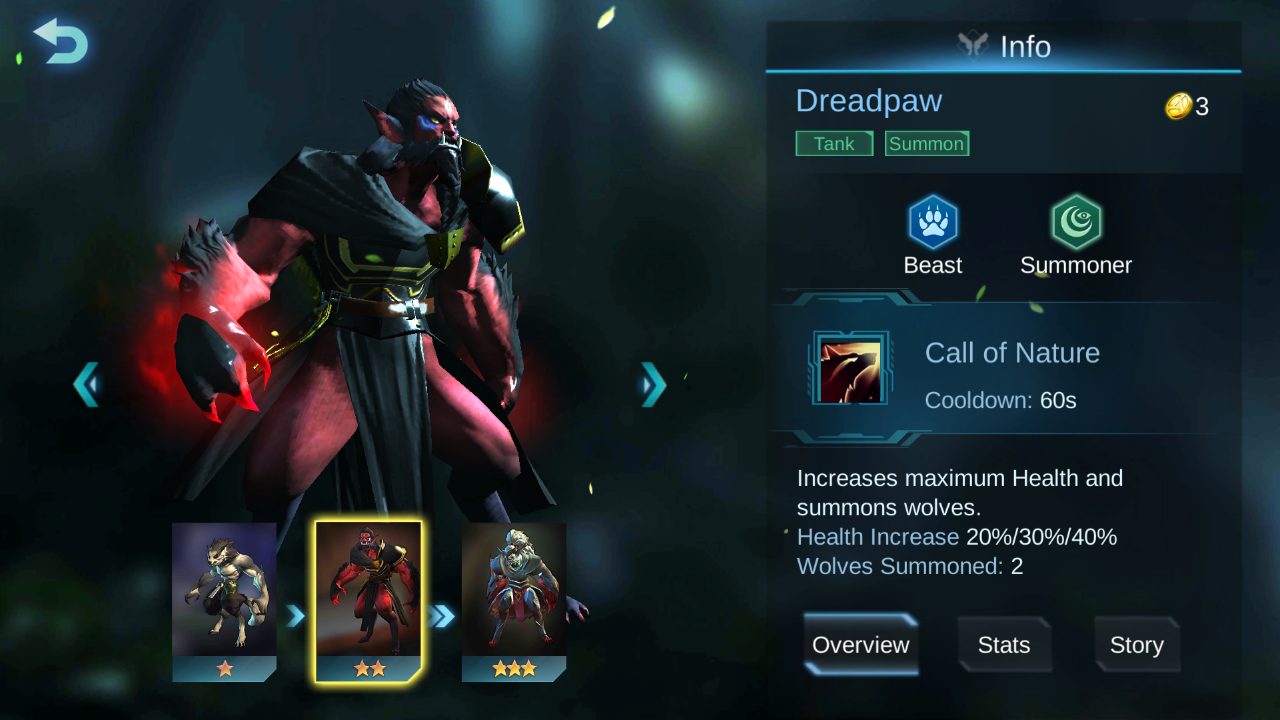 Info
Dreadpaw
3
Tank
Summon
Beast
Summoner
Call of Nature
Cooldown: 60s
Increases maximum Health and
summons wolves.
Health Increase 20%/30%/40%
Wolves Summoned: 2
Overview
Stats
Story